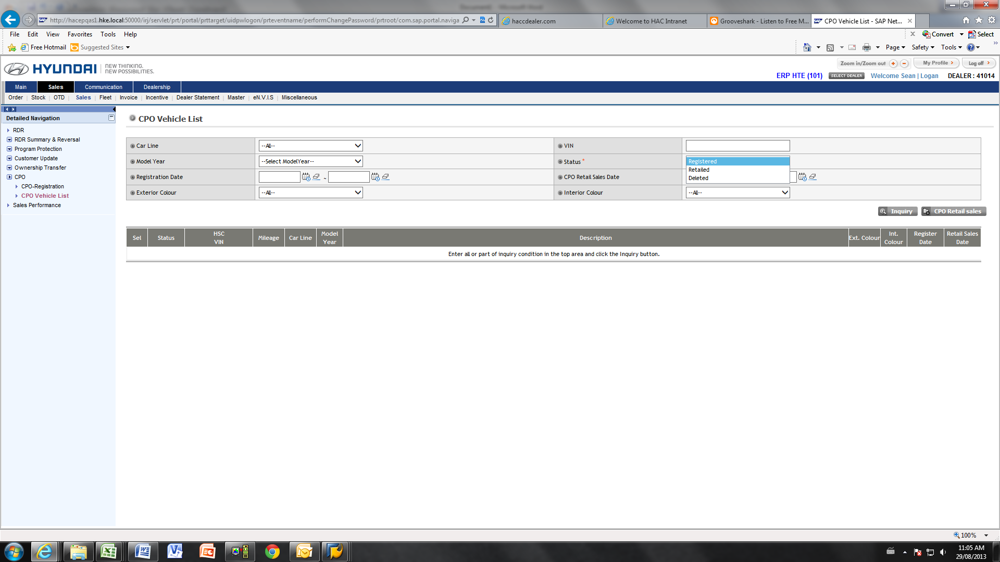 http://hacepqas1.hke.local:50000/irj/servlet/prt/portal/prttarget/uidpwlogon/prteventname/performChangePassword/prtroot/com.sap.portal.naviga
haccdealer.com
Welcome to HAC Intranet
Grooveshark - Listen to Free M...
CPO Vehicle List - SAP Net...
File Edit View Favorites Tools Help
Convert Select
Free Hotmail Suggested Sites
Page Safety Tools
HYUNDAI
NEW THINKING.
NEW POSSIBILITIES.
Zoom in/Zoom out
My Profile
Log off
ERP HTE (101) SELECT DEALER Welcome Sean | Logan DEALER : 41014
Main Sales Communication Dealership
Order Stock OTD Sales Fleet Invoice Incentive Dealer Statement Master eN.V.I.S Miscellaneous
Detailed Navigation
RDR
RDR Summary & Reversal
Program Protection
Customer Update
Ownership Transfer
CPO
CPO-Registration
CPO Vehicle List
Sales Performance
CPO Vehicle List
Car Line --All-- VIN
Model Year --Select ModelYear-- Status *
Registered
Retailed
Deleted
Registration Date ~ CPO Retail Sales Date
Exterior Colour --All-- Interior Colour --All--
Inquiry CPO Retail sales
Sel Status HSC VIN Mileage Car Line Model Year Description Ext. Colour Int. Colour Register Date Retail Sales Date
Enter all or part of inquiry condition in the top area and click the Inquiry button.
100%
11:05 AM
29/08/2013